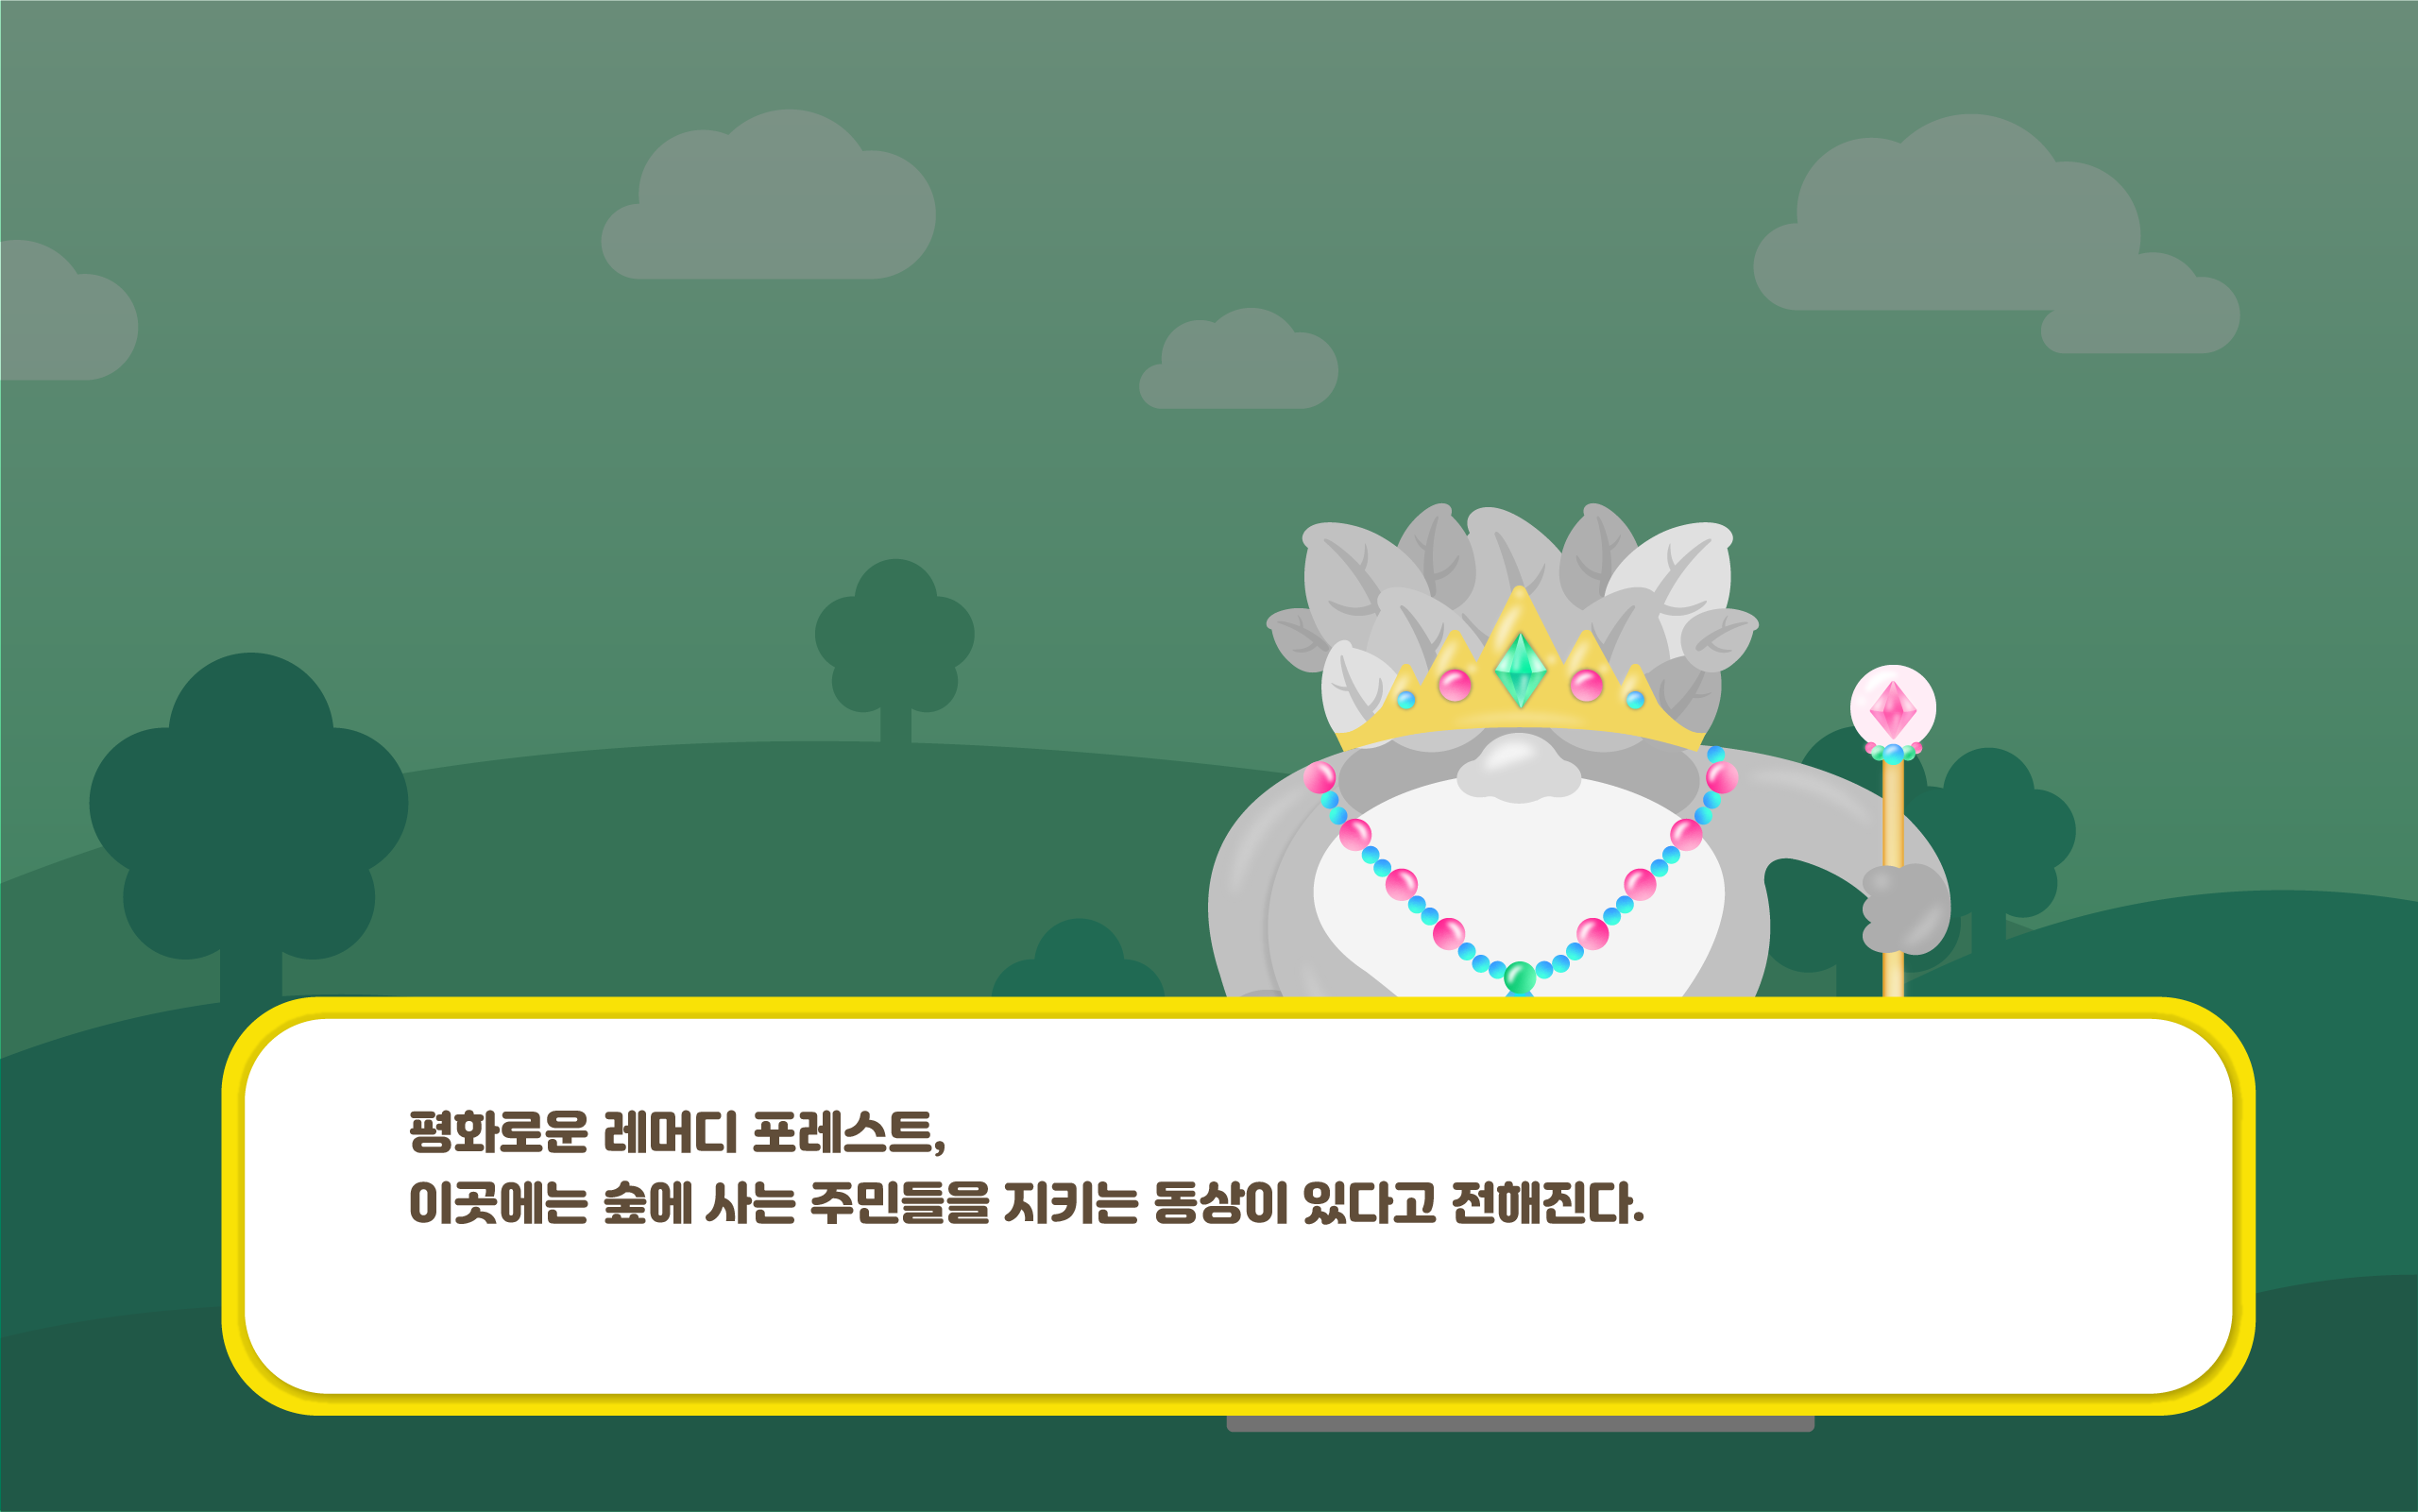 평화로운 레머디 포레스트,
이곳에는 숲에 사는 주민들을 지키는 동상이 있다고 전해진다.